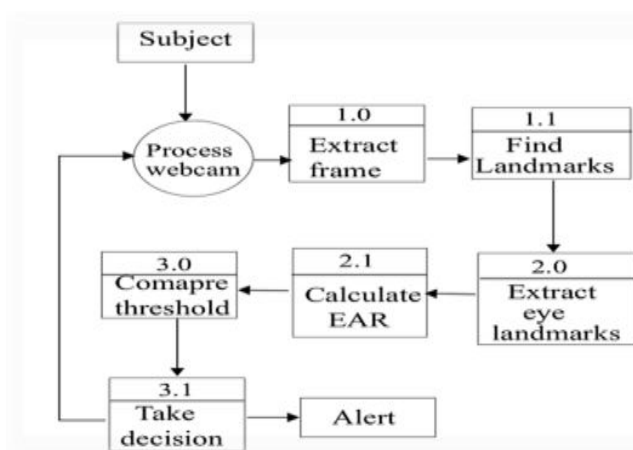 Subject
Process
webcam
1.0
Extract
frame
1.1
Find
Landmarks
2.0
Extract
eye
landmarks
2.1
Calculate
EAR
3.0
Comapre
threshold
3.1
Take
decision
Alert